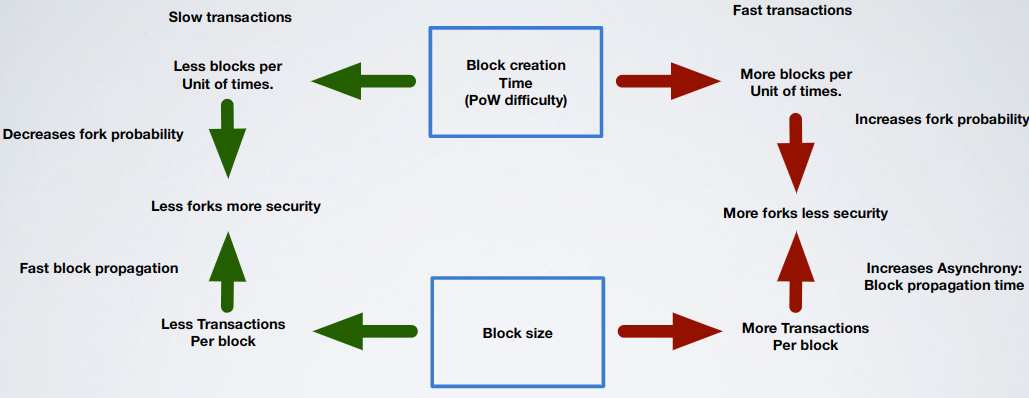 Slow transactions
Fast transactions
Less blocks per
Unit of times.
Block creation
Time
(PoW difficulty)
More blocks per
Unit of times.
Decreases fork probability
Increases fork probability
Less forks more security
More forks less security
Fast block propagation
Increases Asynchrony:
Block propagation time
Less Transactions
Per block
Block size
More Transactions
Per block